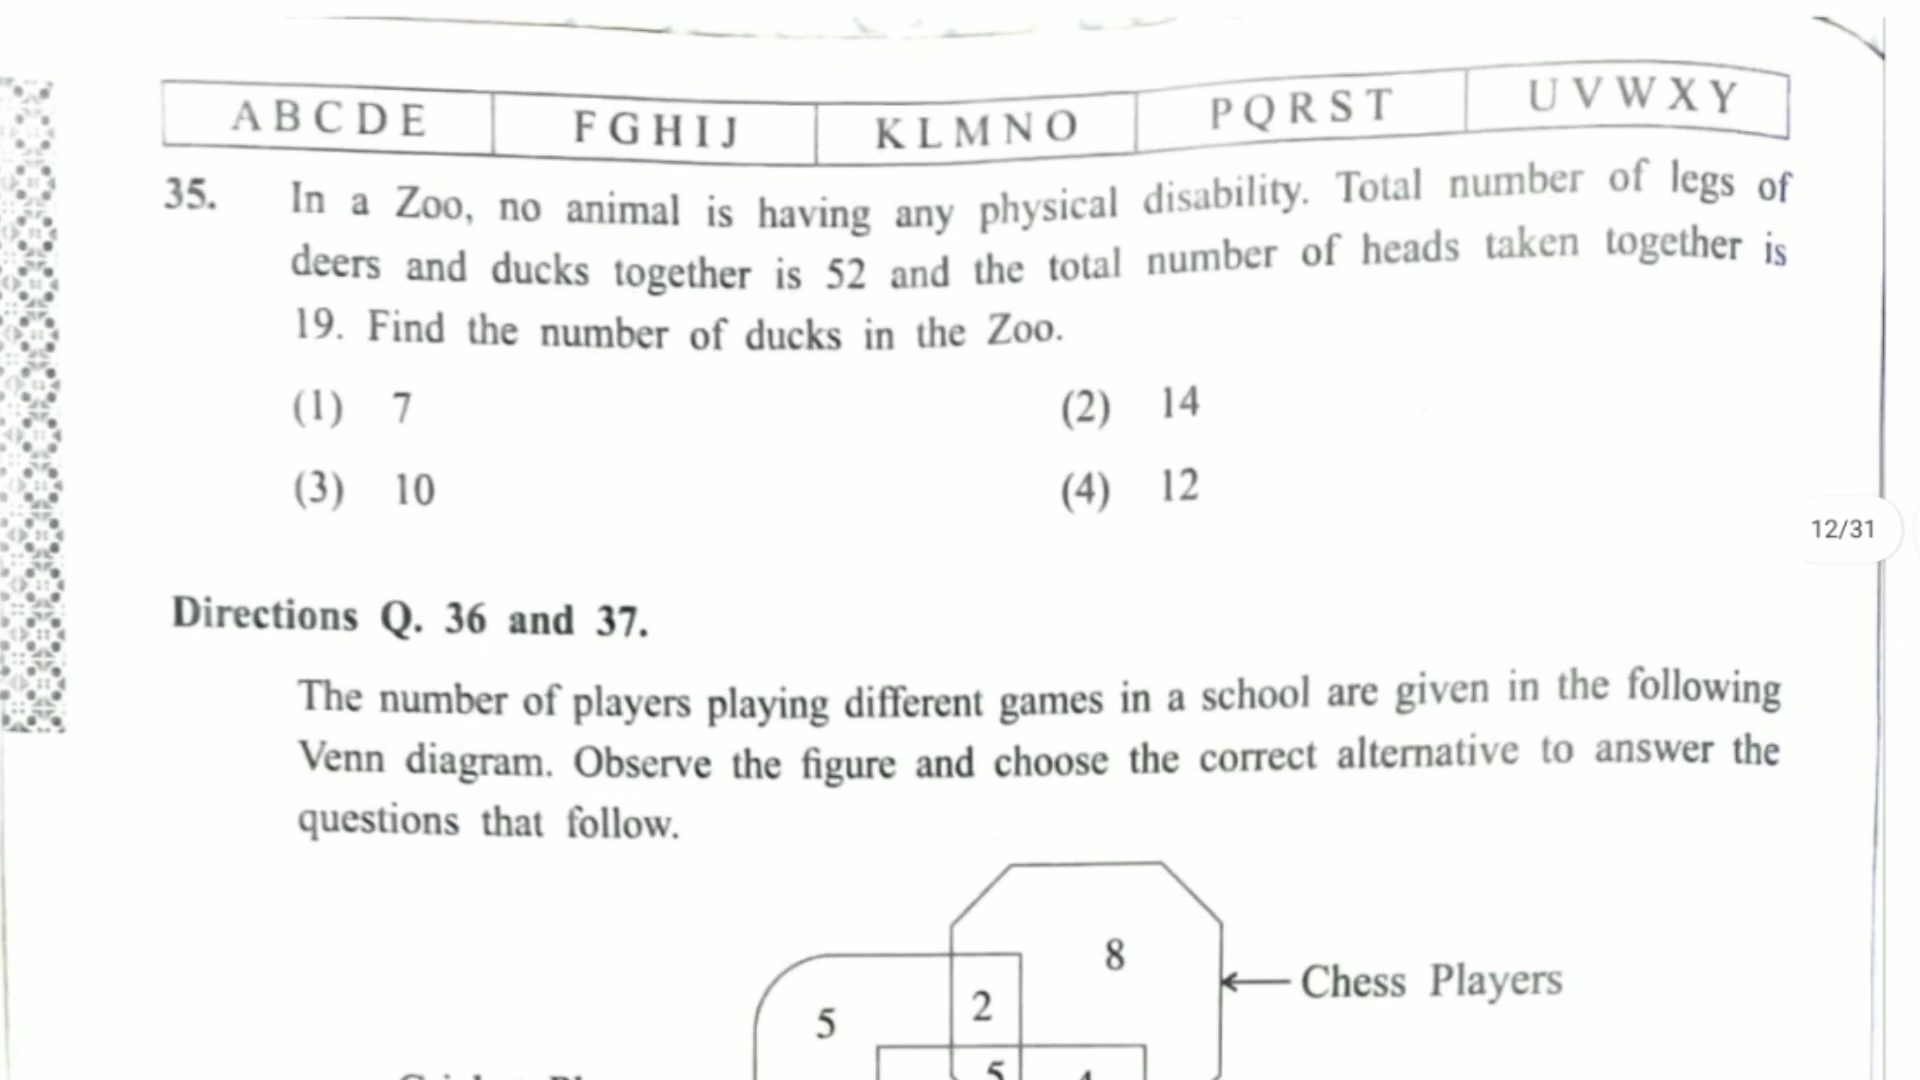 A B C D E F G H I J K L M N O P Q R S T U V W X Y
35. In a Zoo, no animal is having any physical disability. Total number of legs of
deers and ducks together is 52 and the total number of heads taken together is
19. Find the number of ducks in the Zoo.
(1) 7 (2) 14
(3) 10 (4) 12
12/31
Directions Q. 36 and 37.
The number of players playing different games in a school are given in the following
Venn diagram. Observe the figure and choose the correct alternative to answer the
questions that follow.
8
Chess Players
5 2
5